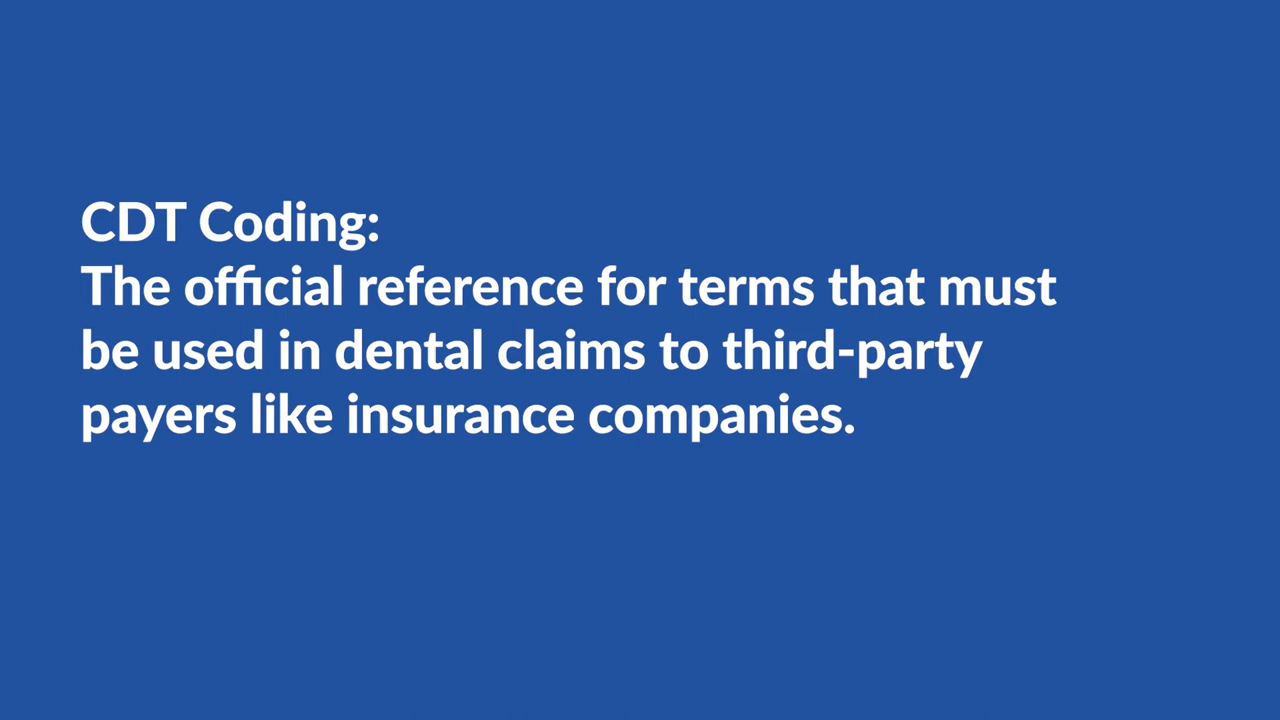 CDT Coding:
The official reference for terms that must
be used in dental claims to third-party
payers like insurance companies.